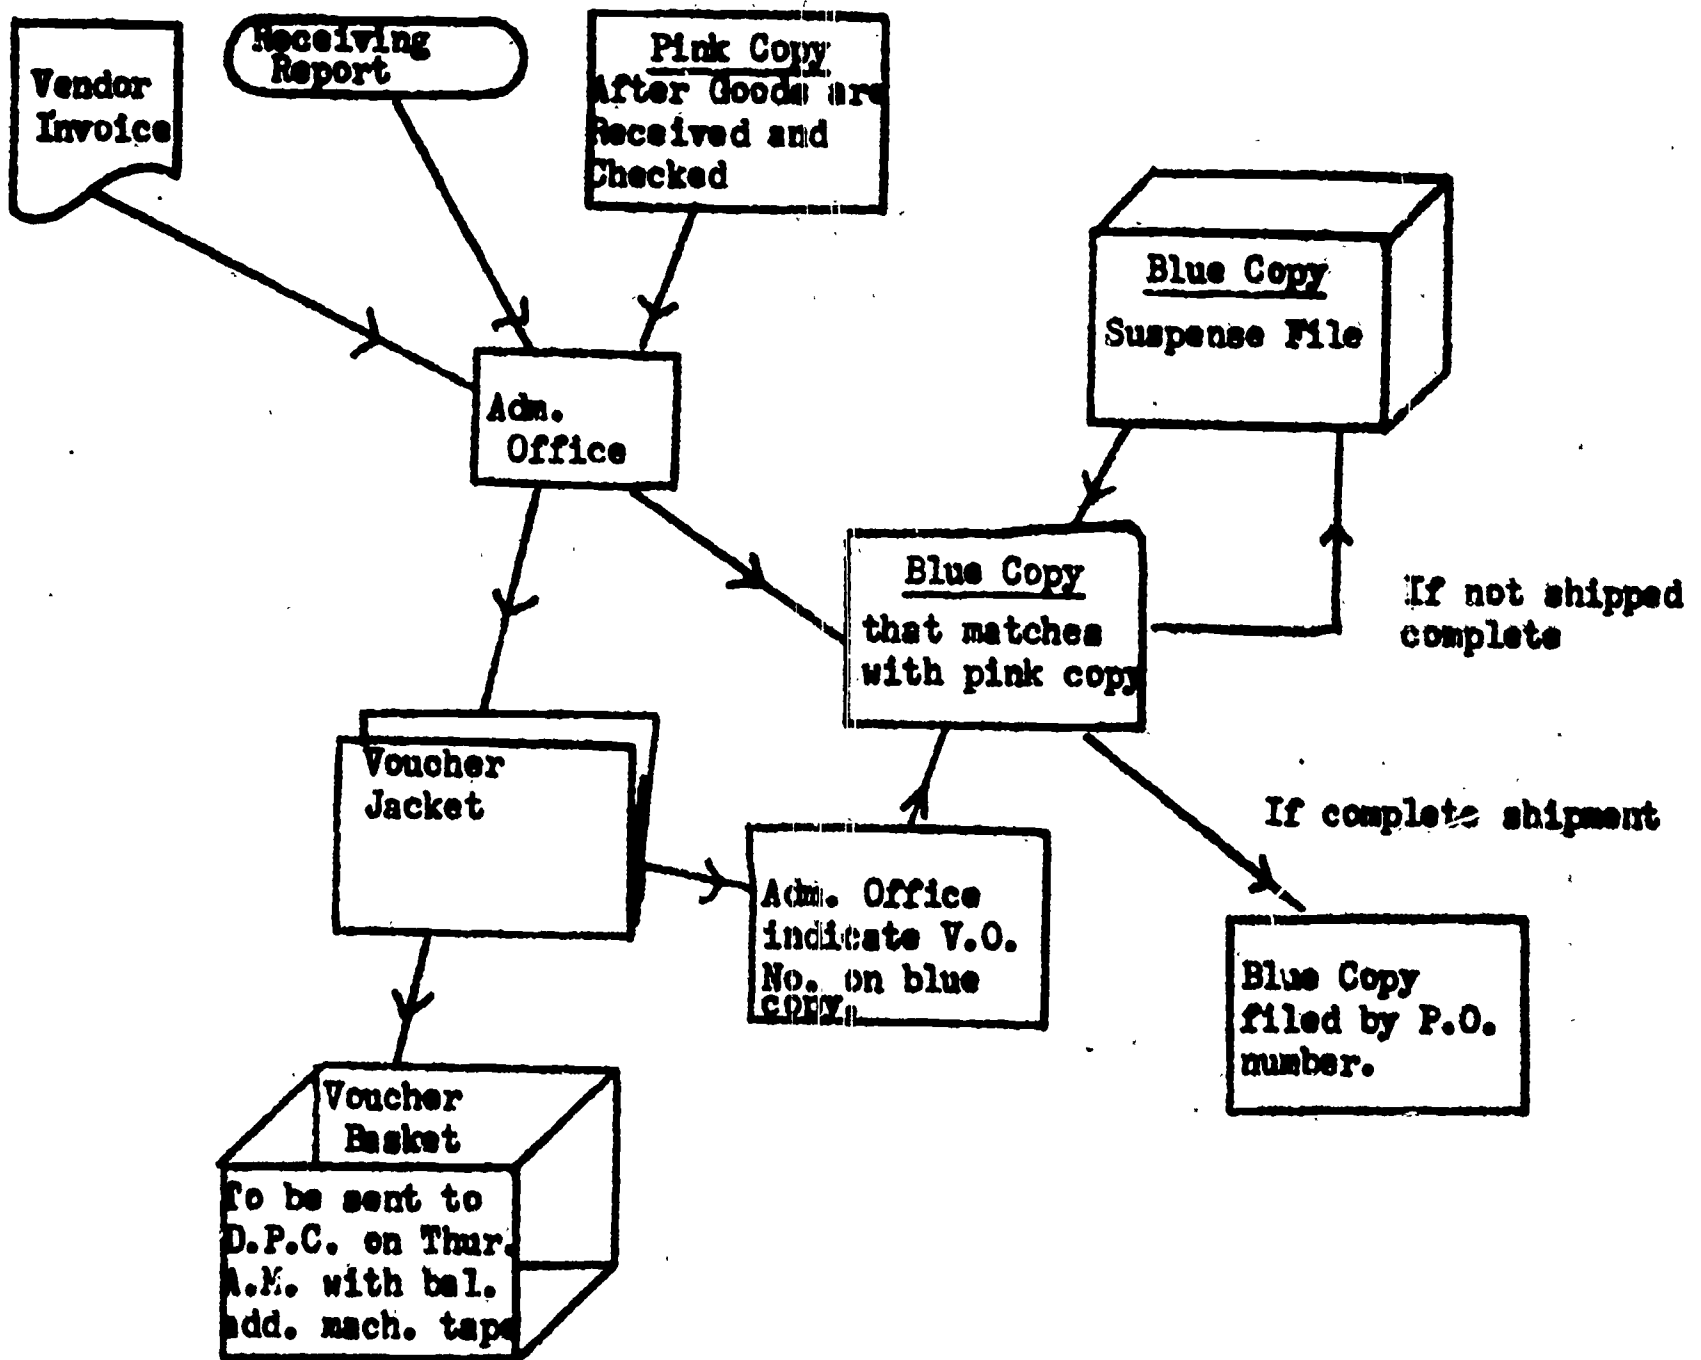 Vendor
Invoice
Receiving
Report
Pink Copy
After Goods are
Received and
Checked
Blue Copy
Suspense File
Adm.
Office
Blue Copy
that matches
with pink copy
If not shipped
complete
Voucher
Jacket
If complete shipment
Adm. Office
indicate V.O.
No. on blue
copy.
Blue Copy
filed by P.O.
number.
Voucher
Basket
To be sent to
D.P.C. on Thur.
A.M. with bal.
add. mach. tape